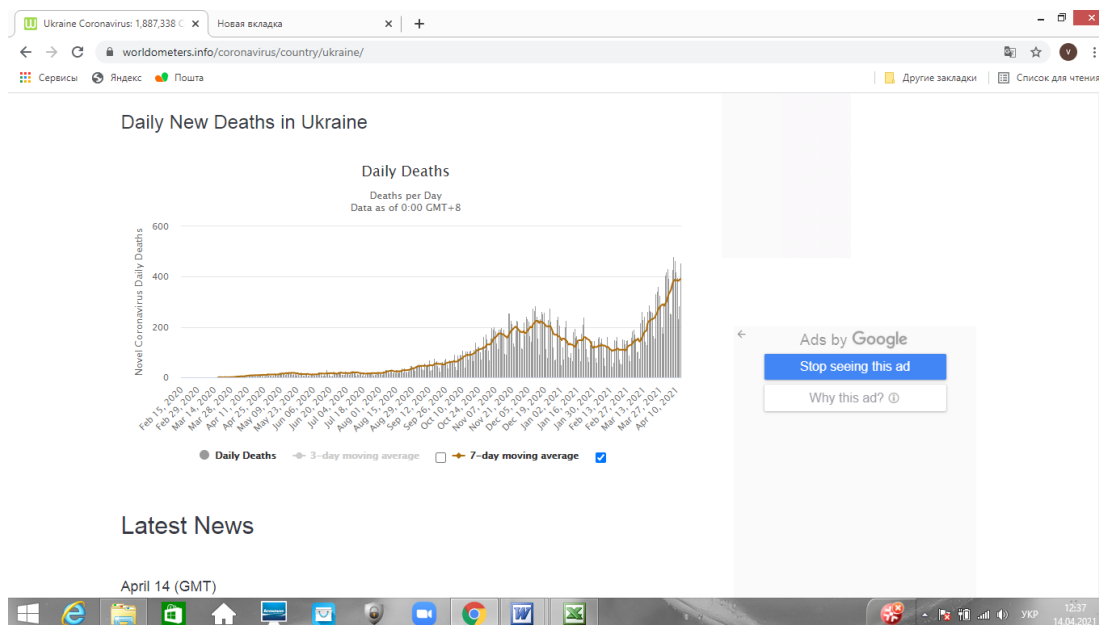 Ukraine Coronavirus: 1,887,338 C
Новая вкладка
worldometers.info/coronavirus/country/ukraine/
V
Сервисы
Яндекс
Почта
Другие закладки
Список для чтения
Daily New Deaths in Ukraine
Daily Deaths
Deaths per Day
Data as of 0:00 GMT+8
Novel Coronavirus Daily Deaths
600
400
200
0
Feb 15, 2020
Feb 29, 2020
Mar 14, 2020
Mar 28, 2020
Apr 11, 2020
Apr 25, 2020
May 09, 2020
May 23, 2020
Jun 06, 2020
Jun 20, 2020
Jul 04, 2020
Jul 18, 2020
Aug 01, 2020
Aug 15, 2020
Aug 29, 2020
Sep 12, 2020
Sep 26, 2020
Oct 10, 2020
Oct 24, 2020
Nov 07, 2020
Nov 21, 2020
Dec 05, 2020
Dec 19, 2020
Jan 02, 2021
Jan 16, 2021
Jan 30, 2021
Feb 13, 2021
Feb 27, 2021
Mar 13, 2021
Mar 27, 2021
Apr 10, 2021
Daily Deaths
3-day moving average
7-day moving average
Ads by Google
Stop seeing this ad
Why this ad?
Latest News
April 14 (GMT)
УКР
12:37
14.04.2021